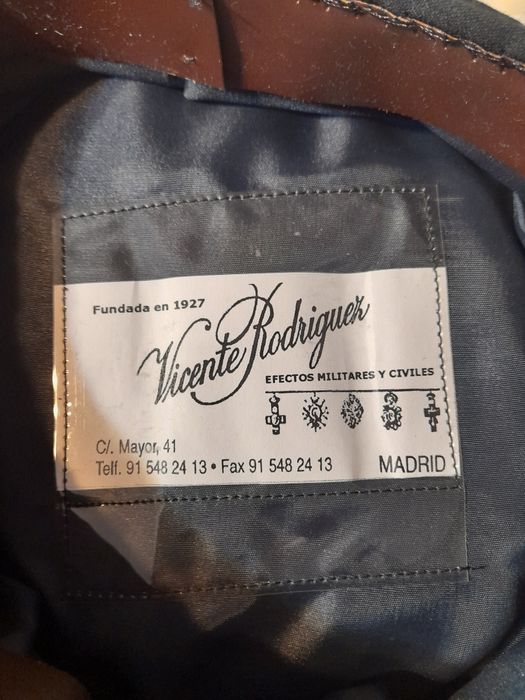 Fundada en 1927
Vicente Rodriguez
EFECTOS MILITARES Y CIVILES
C/. Mayor, 41
Telf. 91 548 24 13 • Fax 91 548 24 13 MADRID